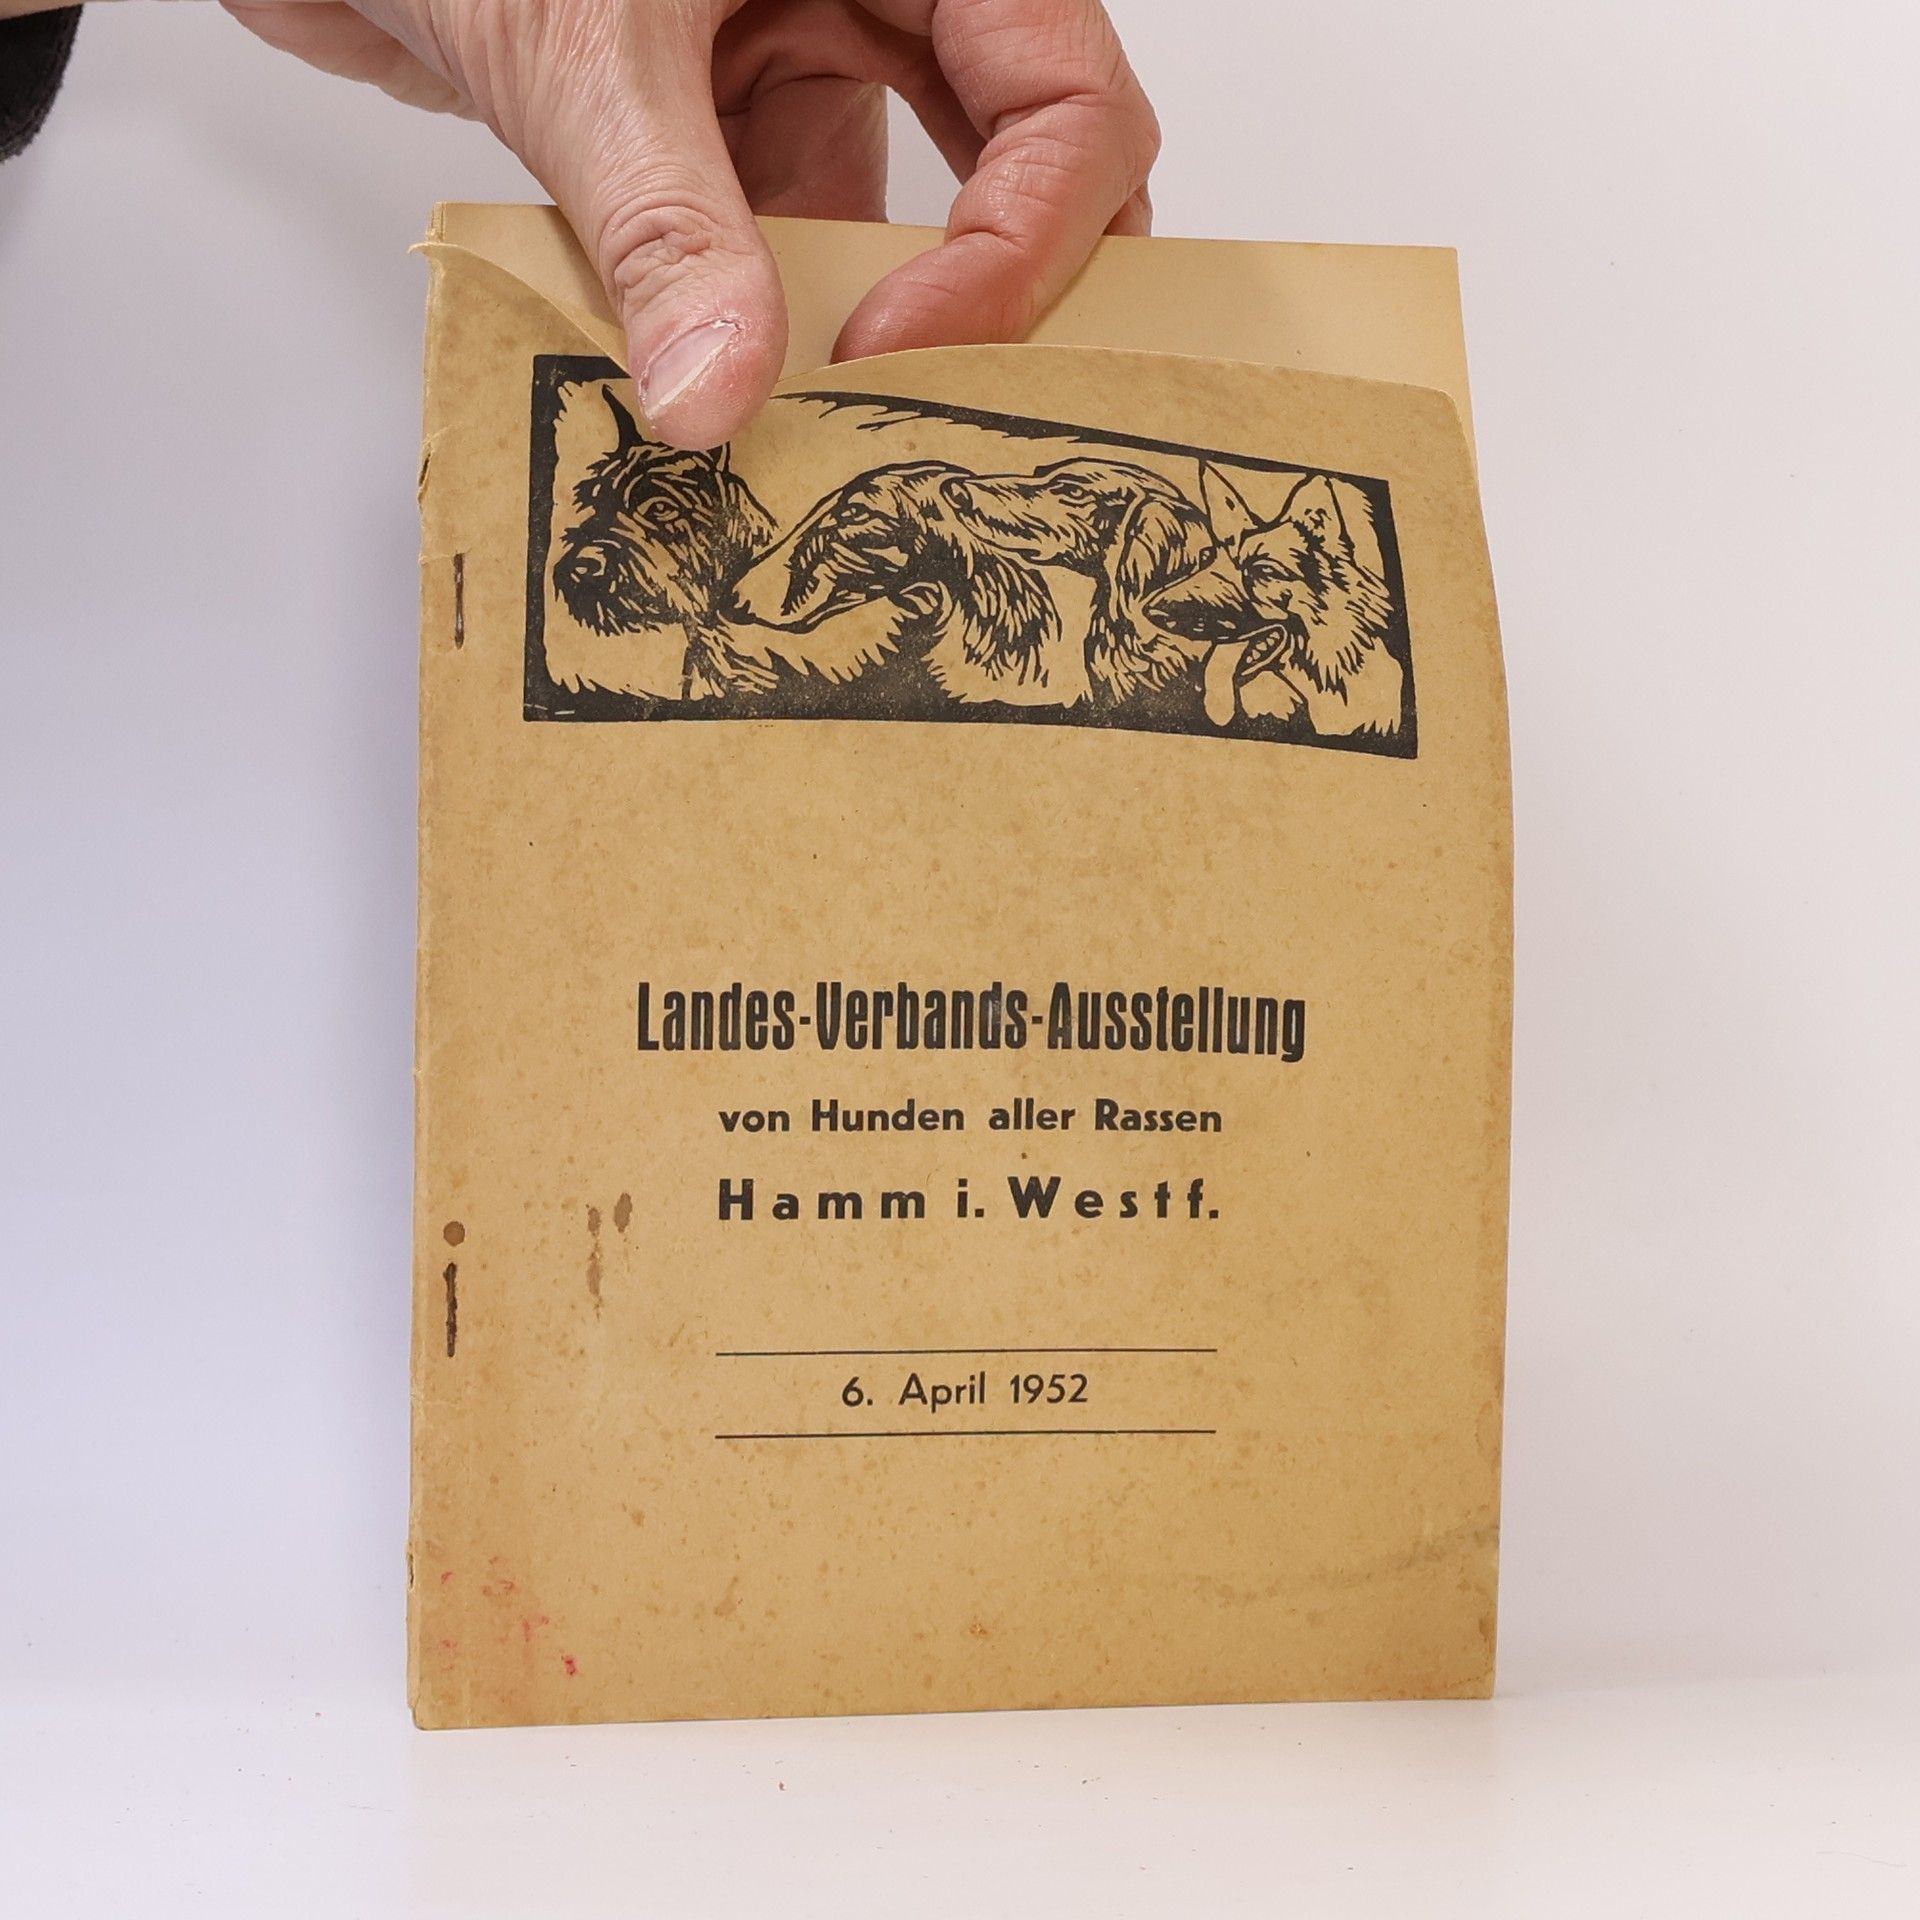 Landes-Verbands-Ausstellung
von Hunden aller Rassen
Hamm i. Westf.
6. April 1952